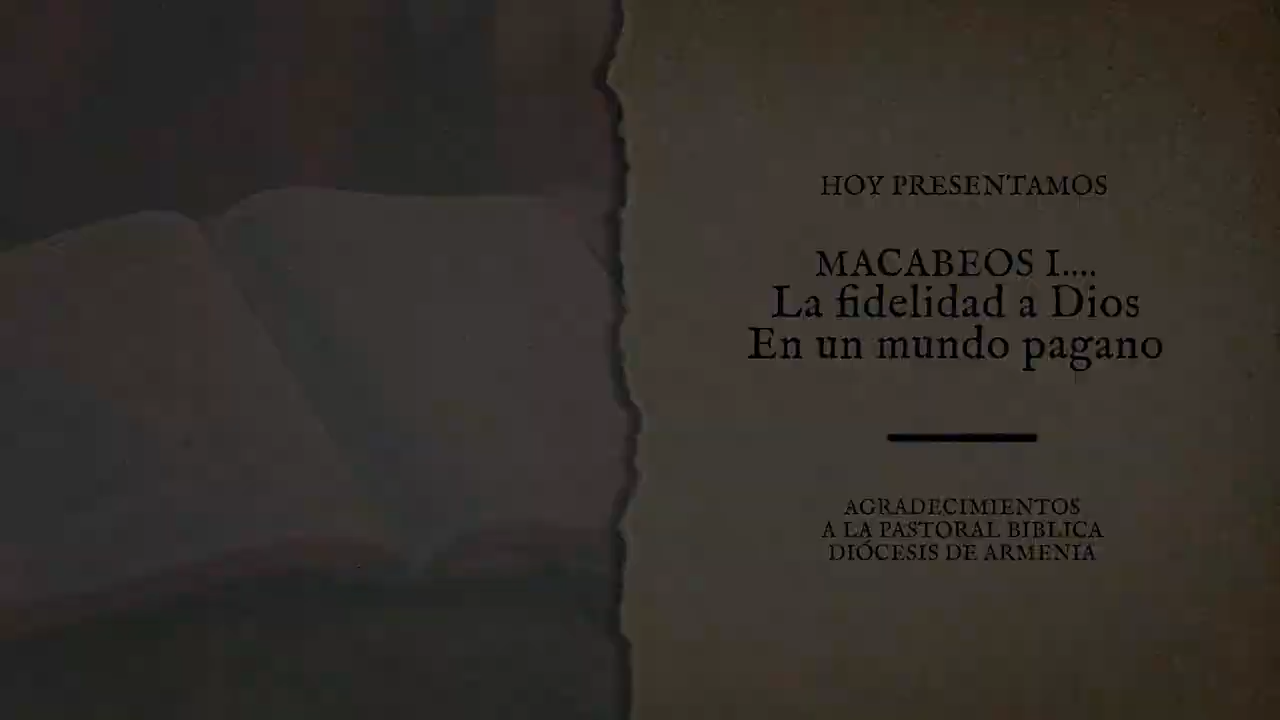 HOY PRESENTAMOS
MACABEOS I....
La fidelidad a Dios
En un mundo pagano
AGRADECIMIENTOS
A LA PASTORAL BIBLICA
DIÓCESIS DE ARMENIA